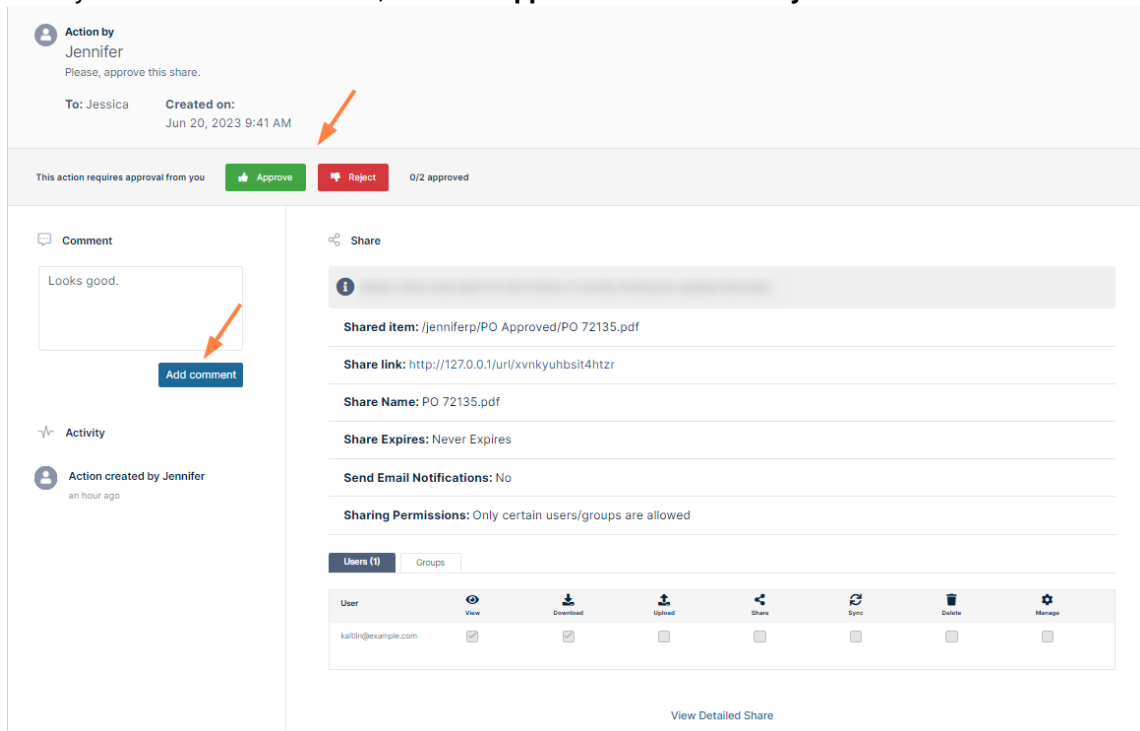 Action by
Jennifer
Please, approve this share.
To: Jessica Created on:
Jun 20, 2023 9:41 AM
This action requires approval from you Approve Reject 0/2 approved
Comment
Looks good.
Add comment
Activity
Action created by Jennifer
an hour ago
Share
Shared item: /jenniferp/PO Approved/PO 72135.pdf
Share link: http://127.0.0.1/url/xvnkyuhbsit4htzr
Share Name: PO 72135.pdf
Share Expires: Never Expires
Send Email Notifications: No
Sharing Permissions: Only certain users/groups are allowed
Users (1) Groups
User View Download Upload Share Sync Delete Manage
kaitlin@example.com
View Detailed Share